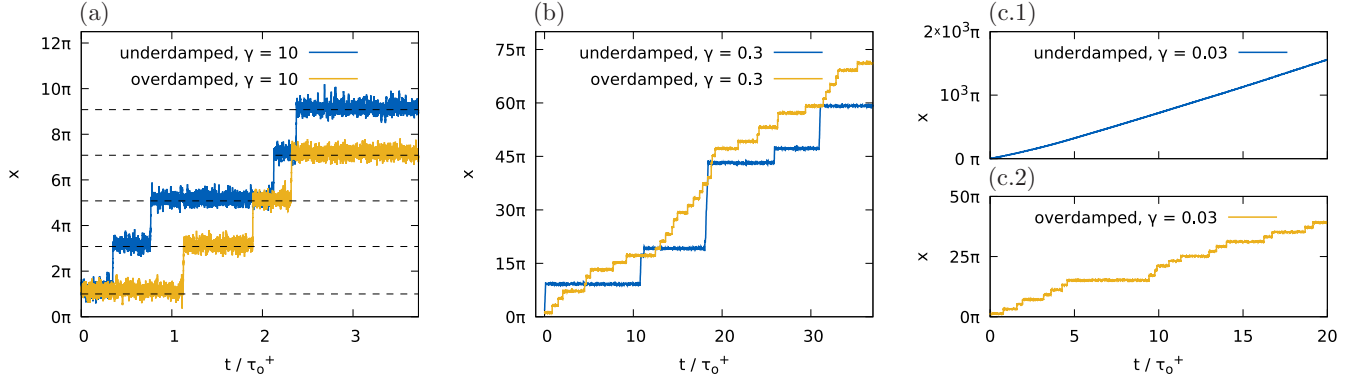 (a)
12π
10π
8π
6π
4π
2π
0π
x
underdamped, γ = 10
overdamped, γ = 10
0
1
2
3
t / τₒ⁺
(b)
75π
60π
45π
30π
15π
0π
x
underdamped, γ = 0.3
overdamped, γ = 0.3
0
10
20
30
t / τₒ⁺
(c.1)
2×10³π
10³π
0 π
x
underdamped, γ = 0.03
(c.2)
50π
25π
0π
x
overdamped, γ = 0.03
0
5
10
15
20
t / τₒ⁺